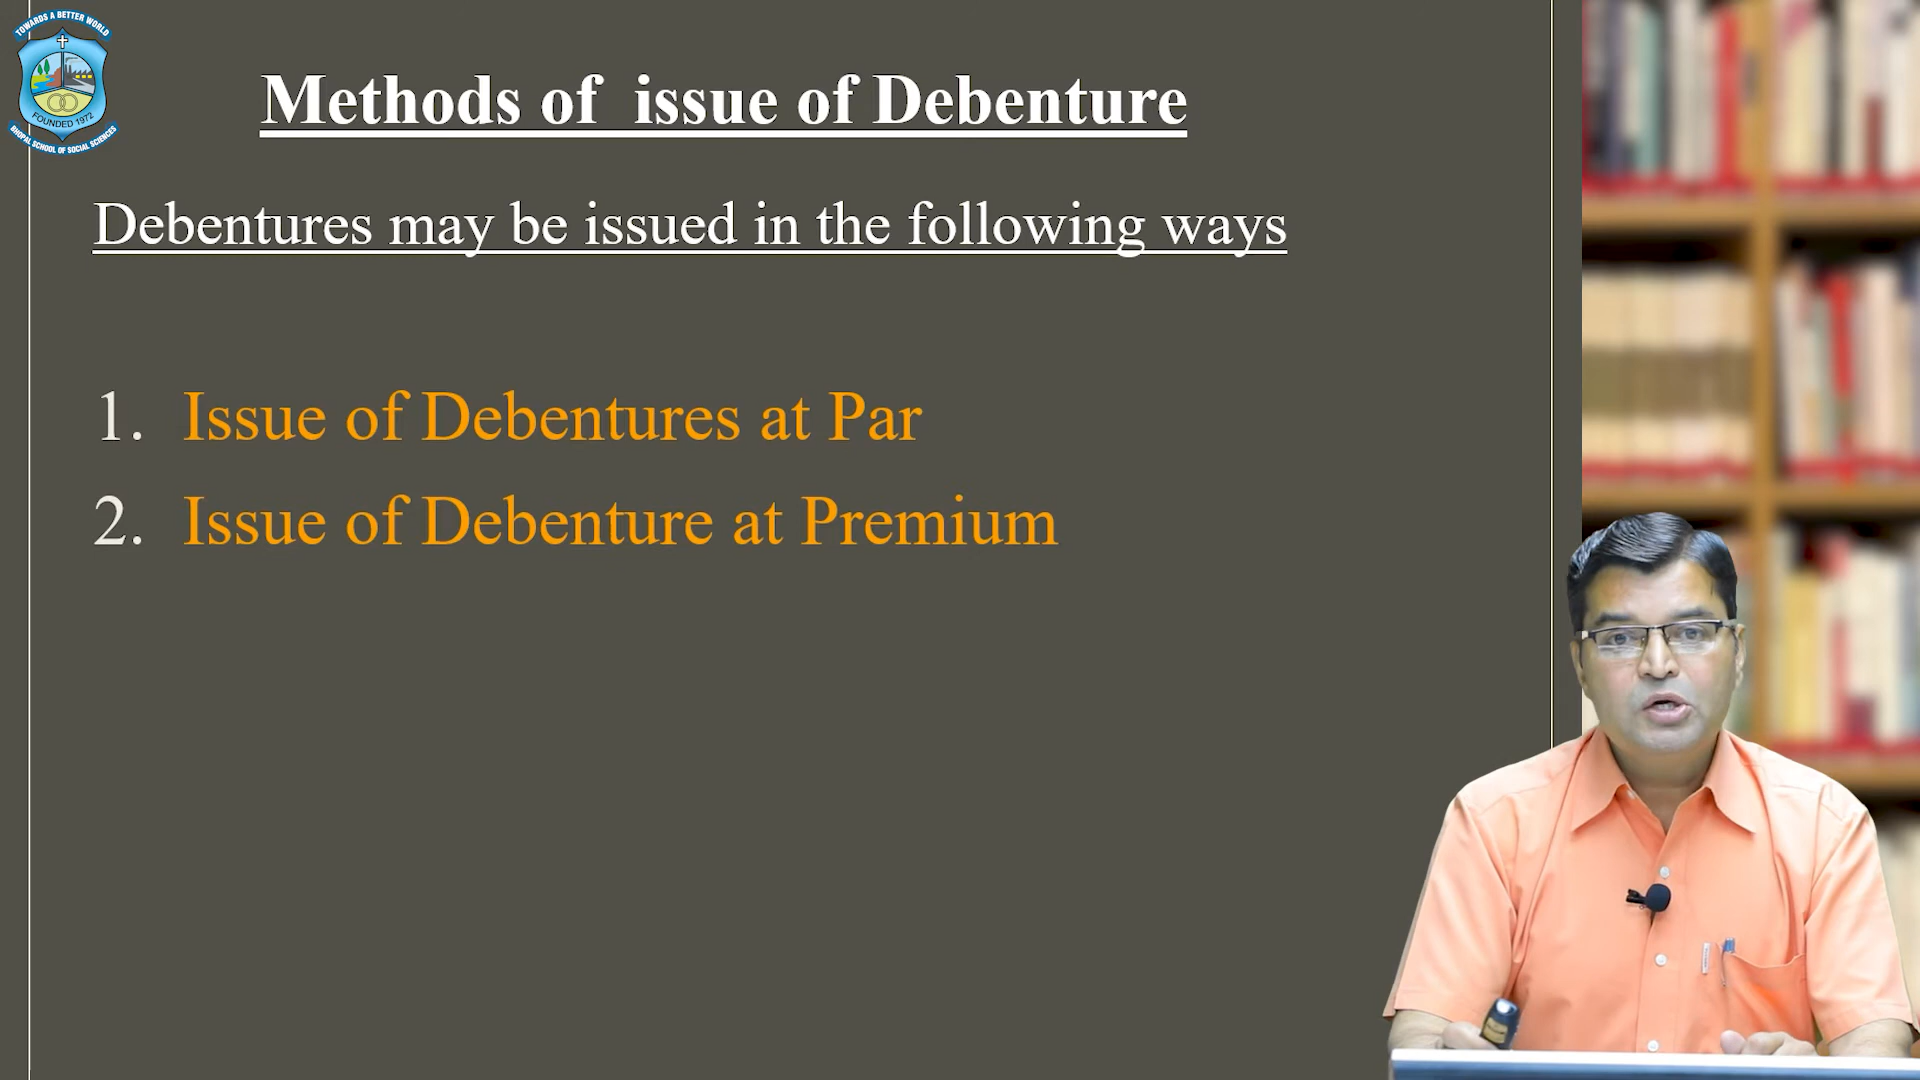 TOWARDS A BETTER WORLD
FOUNDED 1972
BHOPAL SCHOOL OF SOCIAL SCIENCES
Methods of issue of Debenture
Debentures may be issued in the following ways
1. Issue of Debentures at Par
2. Issue of Debenture at Premium